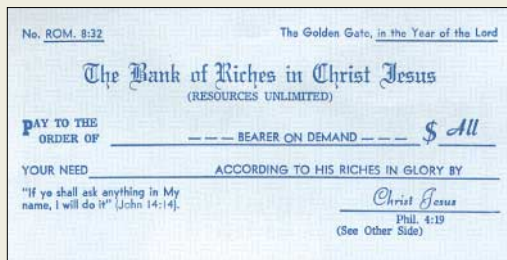 No. ROM. 8:32 The Golden Gate, in the Year of the Lord
The Bank of Riches in Christ Jesus
(RESOURCES UNLIMITED)
PAY TO THE
ORDER OF — — — BEARER ON DEMAND — — — $ All
YOUR NEED ACCORDING TO HIS RICHES IN GLORY BY
"If ye shall ask anything in My
name, I will do it" (John 14:14).
Christ Jesus
Phil. 4:19
(See Other Side)